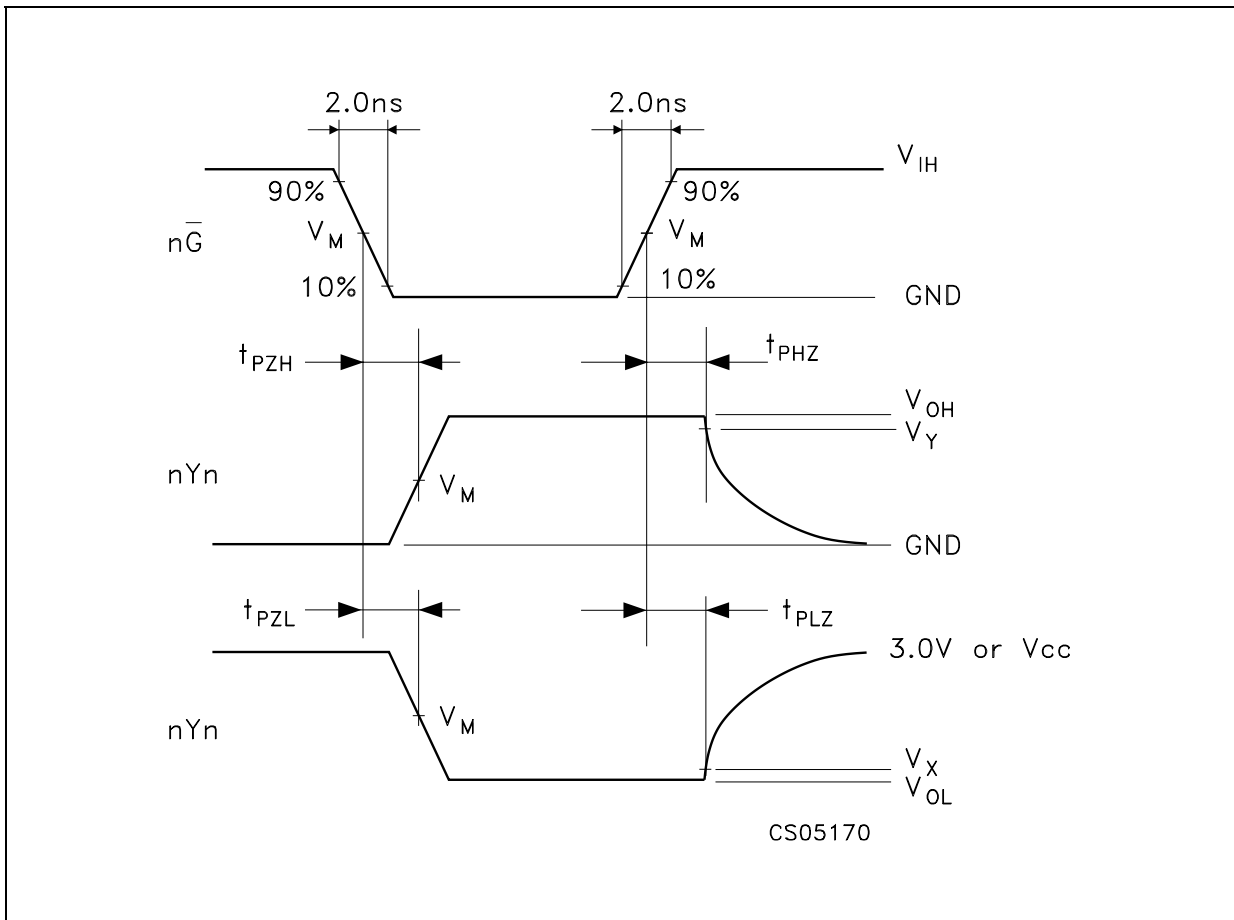 2.0ns 2.0ns
V_IH
90% 90%
nG̅ V_M V_M
10% 10%
GND
t_PZH t_PHZ
V_OH
V_Y
nYn V_M
GND
t_PZL t_PLZ
3.0V or Vcc
nYn V_M
V_X
V_OL
CS05170